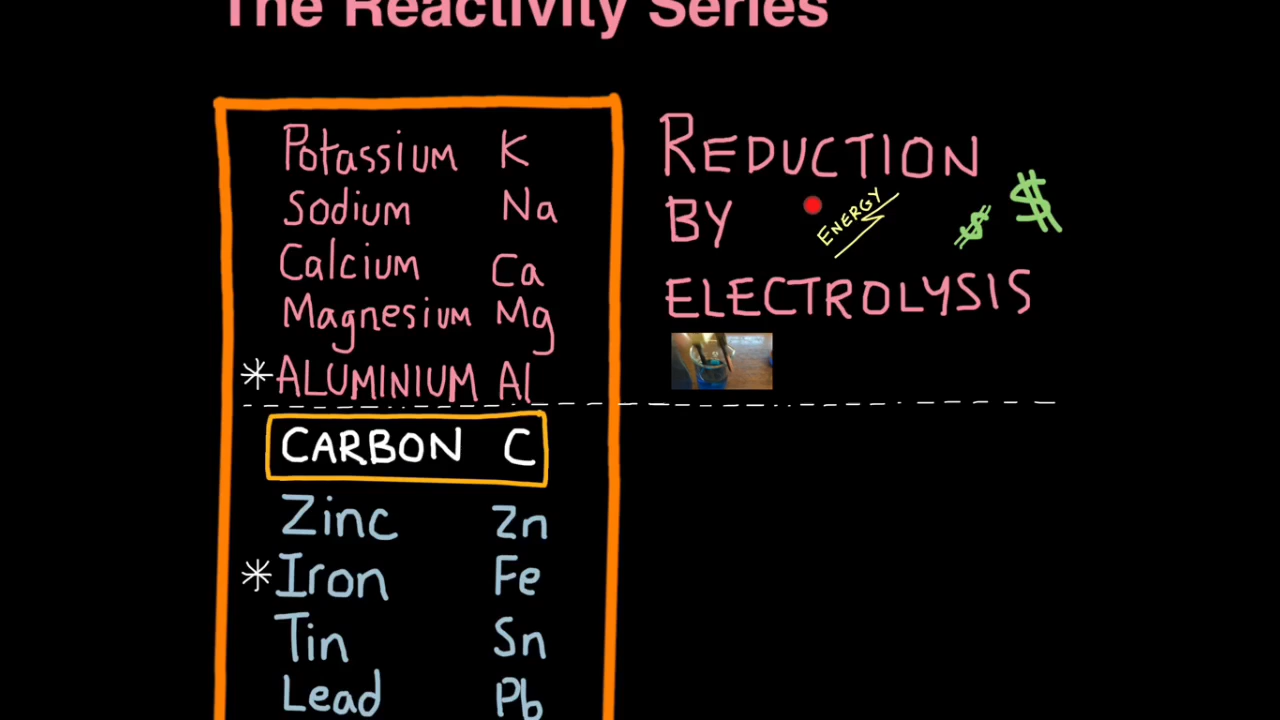 The Reactivity Series
Potassium K
Sodium Na
Calcium Ca
Magnesium Mg
*ALUMINIUM Al
CARBON C
Zinc Zn
*Iron Fe
Tin Sn
Lead Pb
REDUCTION
BY ENERGY $ $
ELECTROLYSIS